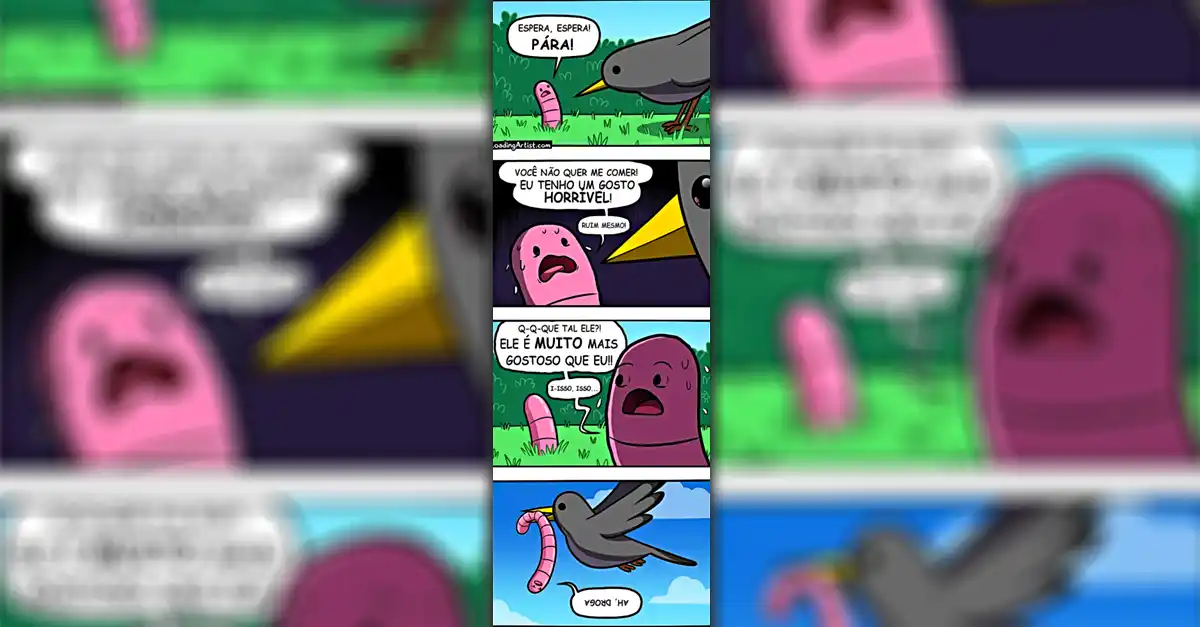 ESPERA, ESPERA!
PÁRA!
LoadingArtist.com
VOCÊ NÃO QUER ME COMER!
EU TENHO UM GOSTO
HORRÍVEL!
RUIM MESMO!
Q-Q-QUE TAL ELE?!
ELE É MUITO MAIS
GOSTOSO QUE EU!!
I-ISSO, ISSO...
AH, DROGA